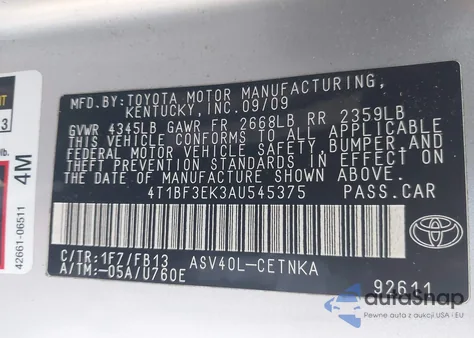 MFD.BY: TOYOTA MOTOR MANUFACTURING,
KENTUCKY, INC. 09/09
GVWR 4345LB GAWR FR 2668LB RR 2359LB
THIS VEHICLE CONFORMS TO ALL APPLICABLE
FEDERAL MOTOR VEHICLE SAFETY, BUMPER, AND
THEFT PREVENTION STANDARDS IN EFFECT ON
THE DATE OF MANUFACTURE SHOWN ABOVE.
4T1BF3EK3AU545375 PASS.CAR
C/TR:1F7/FB13 ASV40L-CETNKA
A/TM:-05A/U760E
92611
TOYOTA
42661-06511
4M
3
autoSnap
Pewne auta z aukcji.USA - EU